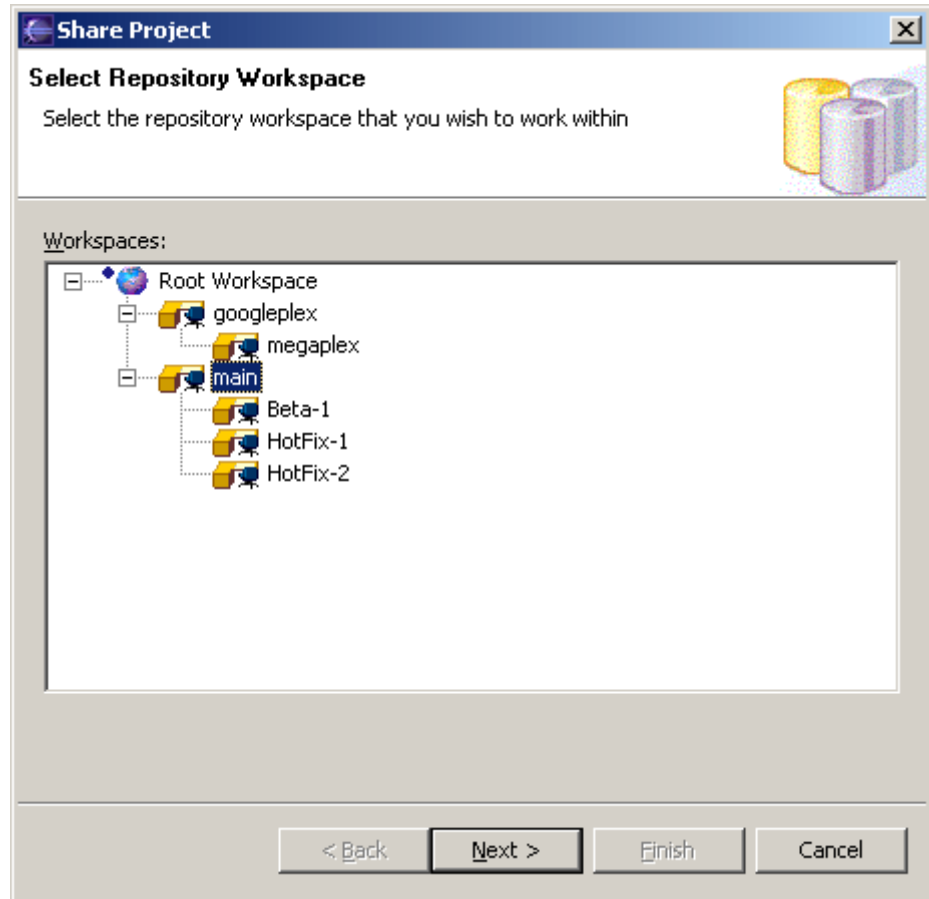 Share Project
Select Repository Workspace
Select the repository workspace that you wish to work within
Workspaces:
Root Workspace
googleplex
megaplex
main
Beta-1
HotFix-1
HotFix-2
< Back Next > Finish Cancel